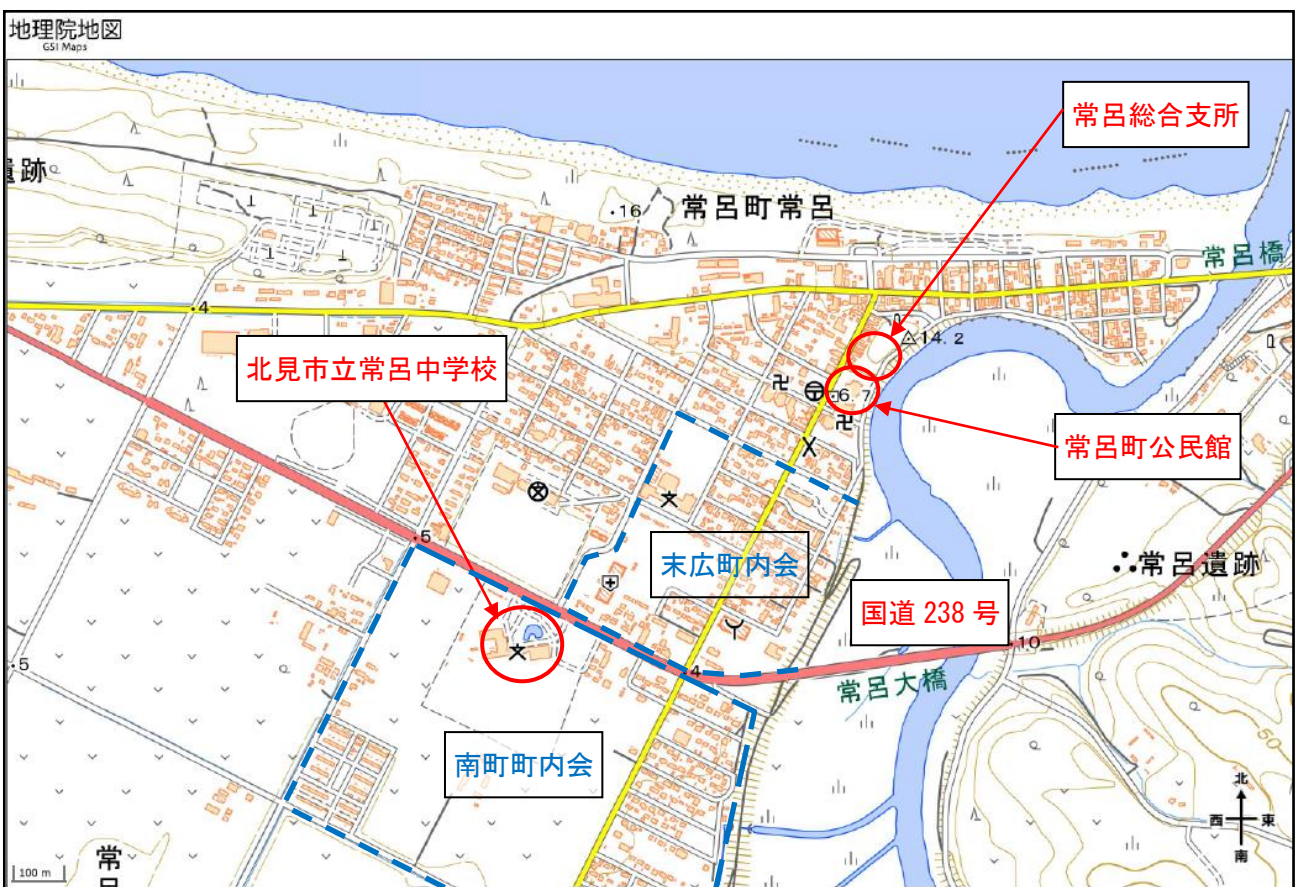 地理院地図
GSI Maps
常呂総合支所
遺跡
・16
常呂町常呂
常呂橋
・4
14.2
北見市立常呂中学校
6.7
常呂町公民館
・5
末広町内会
常呂遺跡
国道 238 号
・5
・10
・4
常呂大橋
南町町内会
50
北
西
東
南
常呂
100 m